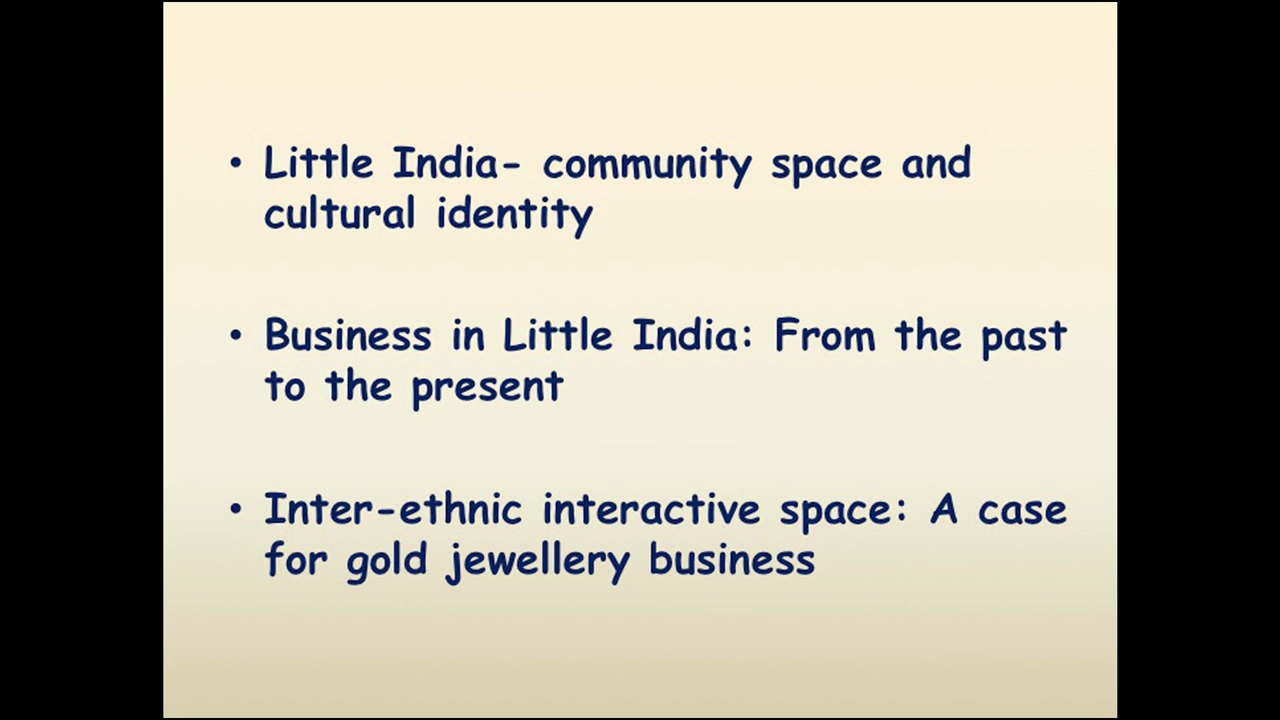 • Little India- community space and
cultural identity
• Business in Little India: From the past
to the present
• Inter-ethnic interactive space: A case
for gold jewellery business